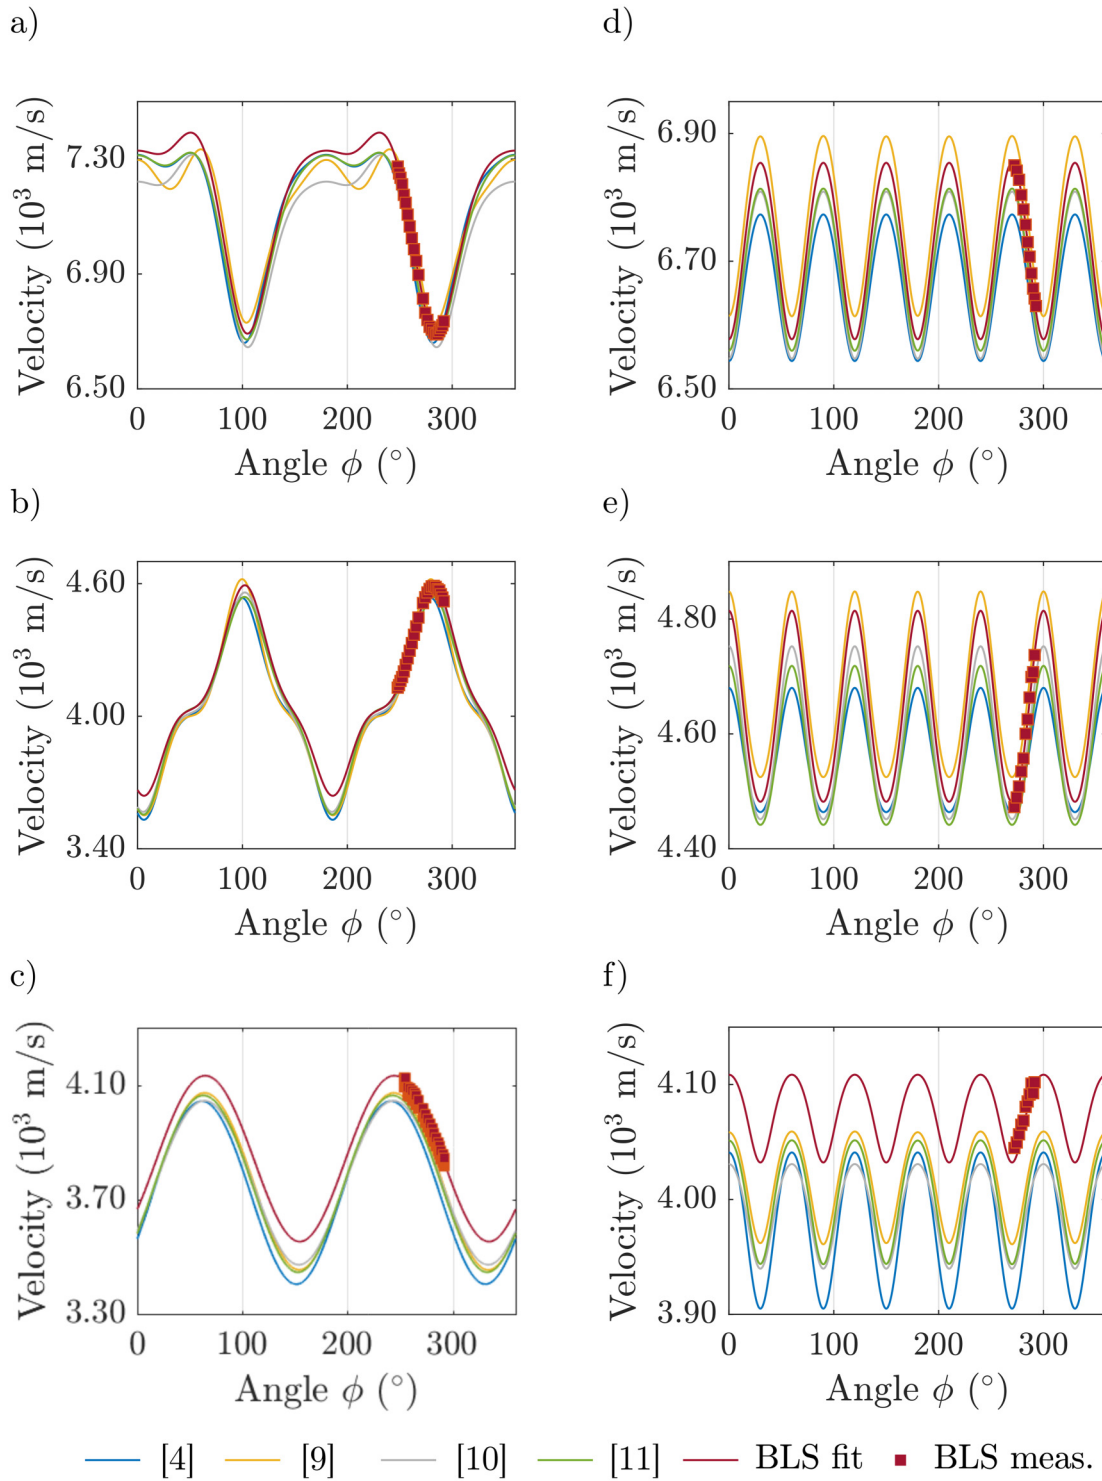 a)
Velocity (10³ m/s)
7.30
6.90
6.50
0 100 200 300
Angle ϕ (°)
d)
Velocity (10³ m/s)
6.90
6.70
6.50
0 100 200 300
Angle ϕ (°)
b)
Velocity (10³ m/s)
4.60
4.00
3.40
0 100 200 300
Angle ϕ (°)
e)
Velocity (10³ m/s)
4.80
4.60
4.40
0 100 200 300
Angle ϕ (°)
c)
Velocity (10³ m/s)
4.10
3.70
3.30
0 100 200 300
Angle ϕ (°)
f)
Velocity (10³ m/s)
4.10
4.00
3.90
0 100 200 300
Angle ϕ (°)
[4] [9] [10] [11] BLS fit BLS meas.